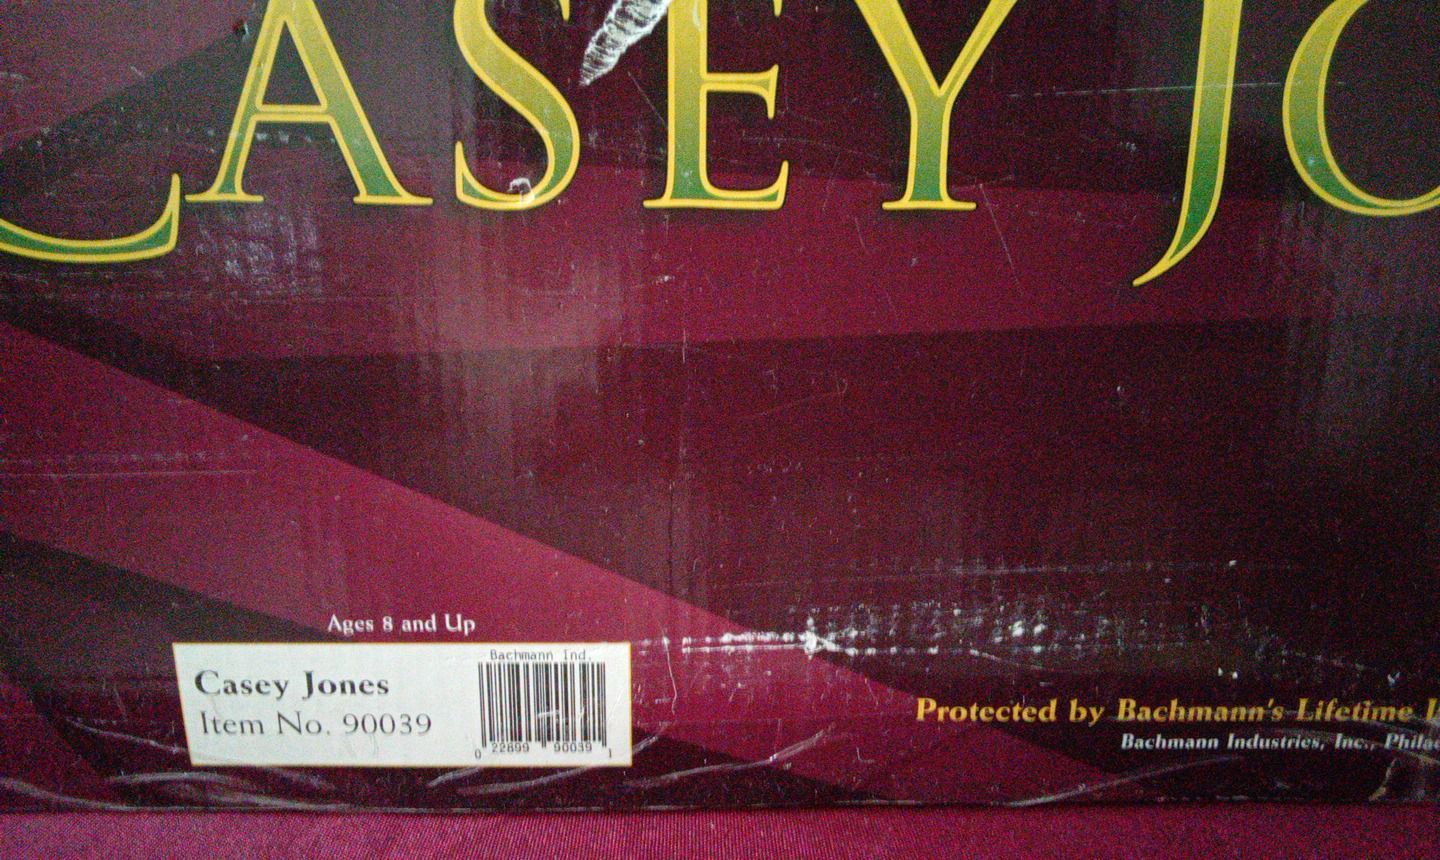 CASEY JO
Ages 8 and Up
Bachmann Ind.
Casey Jones
Item No. 90039
0 22899 90039 1
Protected by Bachmann's Lifetime
Bachmann Industries, Inc., Phila